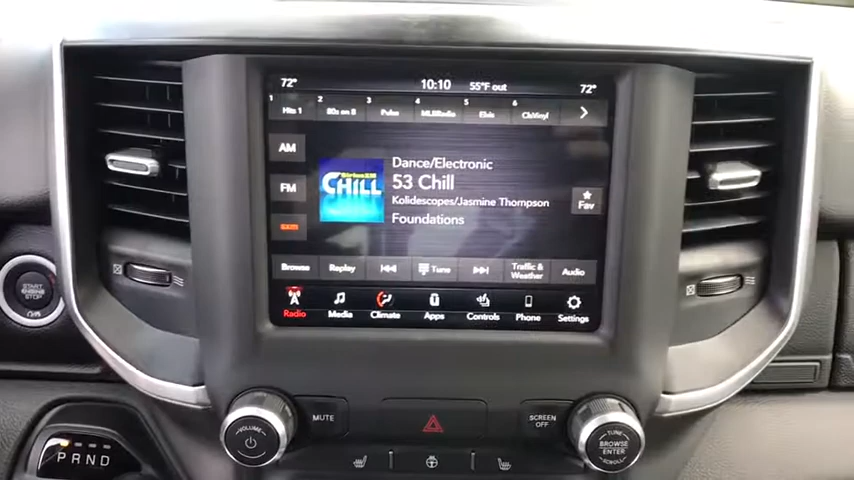 72° 10:10 55°F out 72°
1 Hits 1 2 80s on 8 3 Pulse 4 MLBRadio 5 Elvis 6 ClsVinyl
AM
FM
SXM
SiriusXM
CHILL
Dance/Electronic
53 Chill
Kolidescopes/Jasmine Thompson
Foundations
Fav
Browse Replay Tune Traffic & Weather Audio
Radio Media Climate Apps Controls Phone Settings
START
ENGINE
STOP
VOLUME
MUTE
SCREEN
OFF
TUNE
BROWSE
ENTER
SCROLL
PRND